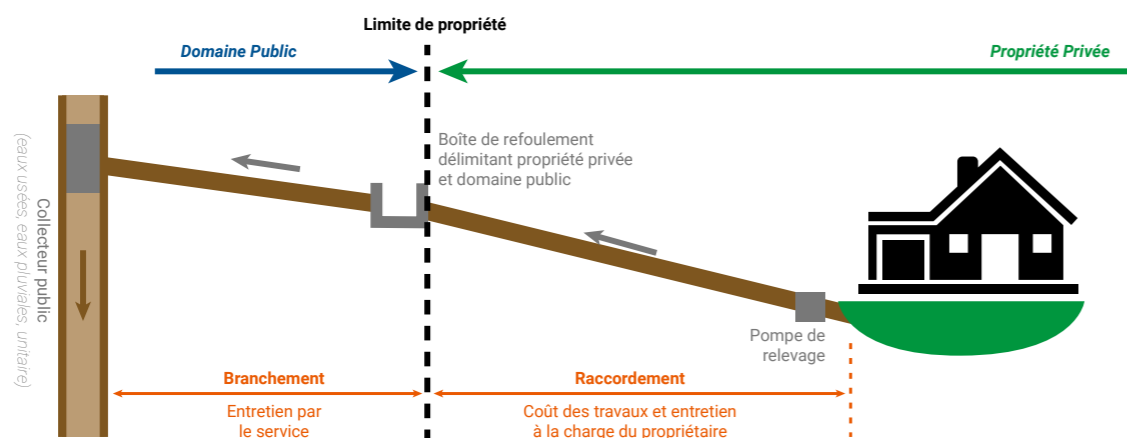 Limite de propriété
Domaine Public
Propriété Privée
Boîte de refoulement
délimitant propriété privée
et domaine public
Collecteur public
(eaux usées, eaux pluviales, unitaire)
Pompe de
relevage
Branchement
Entretien par
le service
Raccordement
Coût des travaux et entretien
à la charge du propriétaire